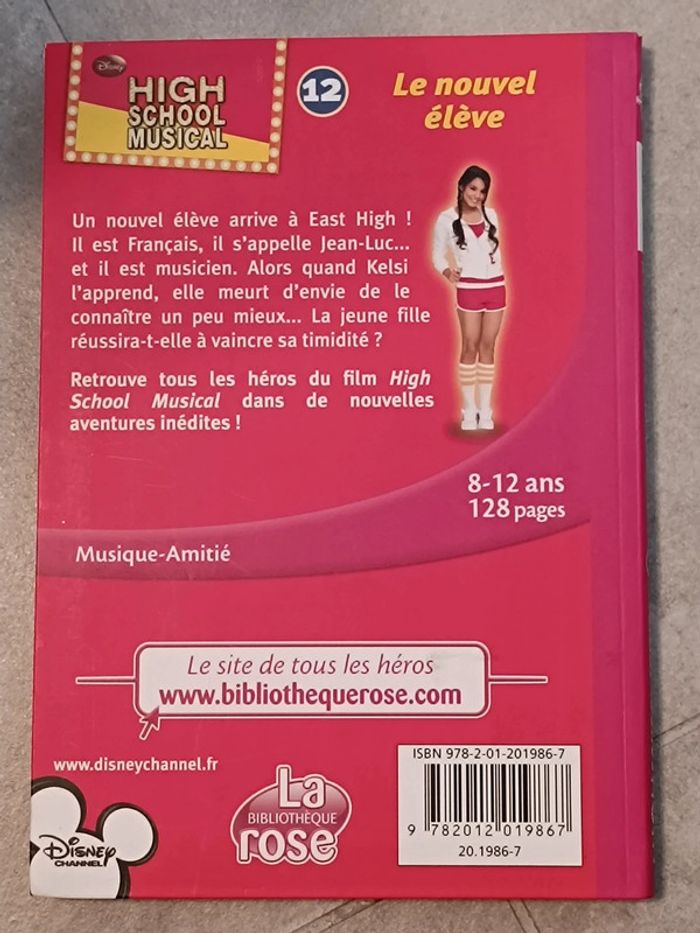 Disney
HIGH
SCHOOL
MUSICAL
12
Le nouvel
élève
Un nouvel élève arrive à East High !
Il est Français, il s'appelle Jean-Luc...
et il est musicien. Alors quand Kelsi
l'apprend, elle meurt d'envie de le
connaître un peu mieux... La jeune fille
réussira-t-elle à vaincre sa timidité ?
Retrouve tous les héros du film High
School Musical dans de nouvelles
aventures inédites !
8-12 ans
128 pages
Musique-Amitié
Le site de tous les héros
www.bibliothequerose.com
www.disneychannel.fr
Disney
CHANNEL
La
BIBLIOTHÈQUE
rose
ISBN 978-2-01-201986-7
9 782012 019867
20.1986-7